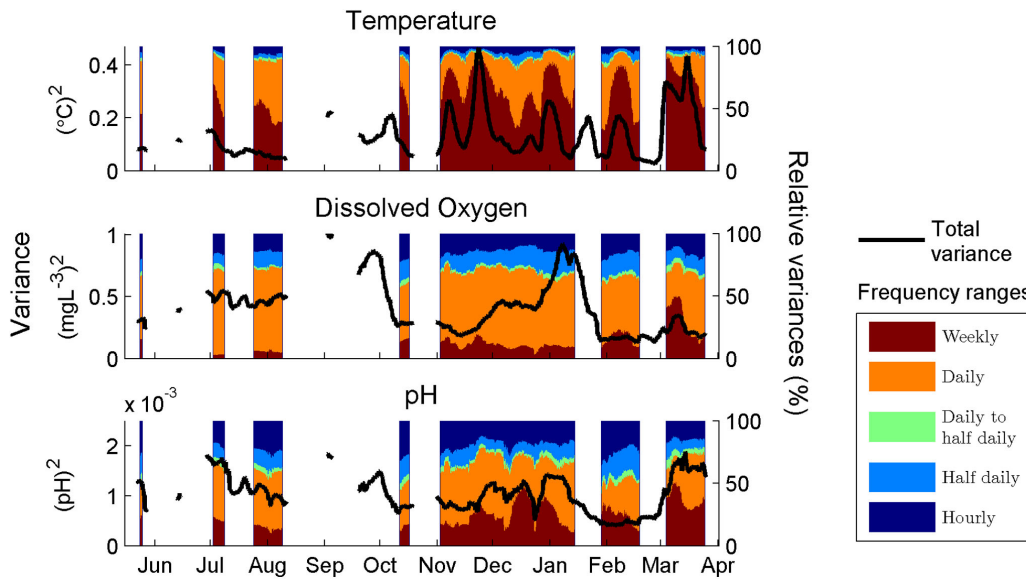 Temperature
0.4
0.2
0
100
50
0
(°C)²
Dissolved Oxygen
1
0.5
0
100
50
0
Variance
(mgL⁻³)²
Relative variances (%)
pH
x 10⁻³
2
1
0
100
50
0
(pH)²
Jun Jul Aug Sep Oct Nov Dec Jan Feb Mar Apr
Total
variance
Frequency ranges
Weekly
Daily
Daily to
half daily
Half daily
Hourly